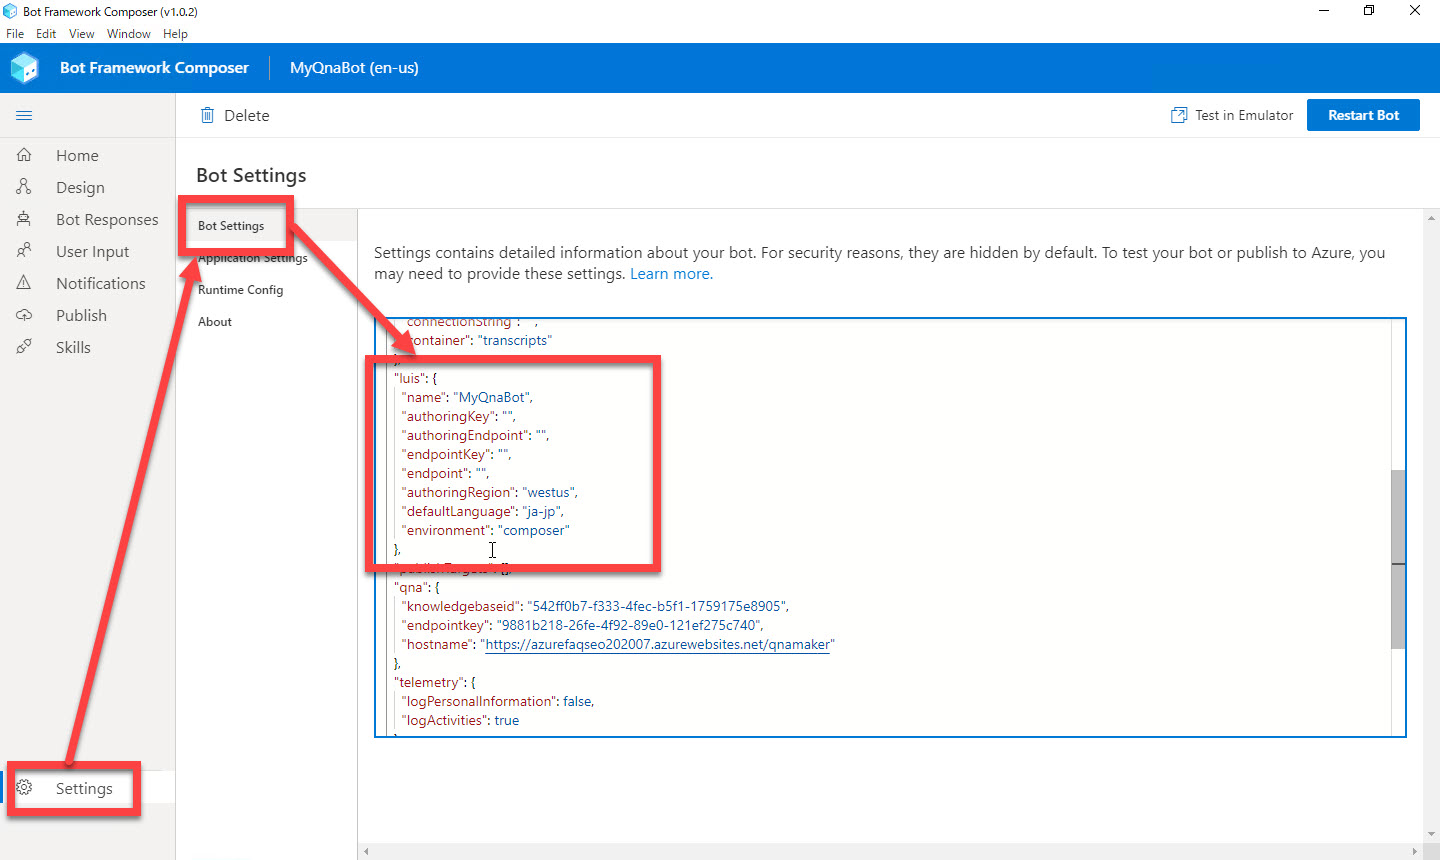 Bot Framework Composer (v1.0.2)
File Edit View Window Help
Bot Framework Composer MyQnaBot (en-us)
Delete
Test in Emulator
Restart Bot
Home
Design
Bot Responses
User Input
Notifications
Publish
Skills
Settings
Bot Settings
Bot Settings
Application Settings
Runtime Config
About
Settings contains detailed information about your bot. For security reasons, they are hidden by default. To test your bot or publish to Azure, you
may need to provide these settings. Learn more.
"connectionString": "",
"container": "transcripts"
},
"luis": {
"name": "MyQnaBot",
"authoringKey": "",
"authoringEndpoint": "",
"endpointKey": "",
"endpoint": "",
"authoringRegion": "westus",
"defaultLanguage": "ja-jp",
"environment": "composer"
},
"publishTargets": [],
"qna": {
"knowledgebaseid": "542ff0b7-f333-4fec-b5f1-1759175e8905",
"endpointkey": "9881b218-26fe-4f92-89e0-121ef275c740",
"hostname": "https://azurefaqseo202007.azurewebsites.net/qnamaker"
},
"telemetry": {
"logPersonalInformation": false,
"logActivities": true